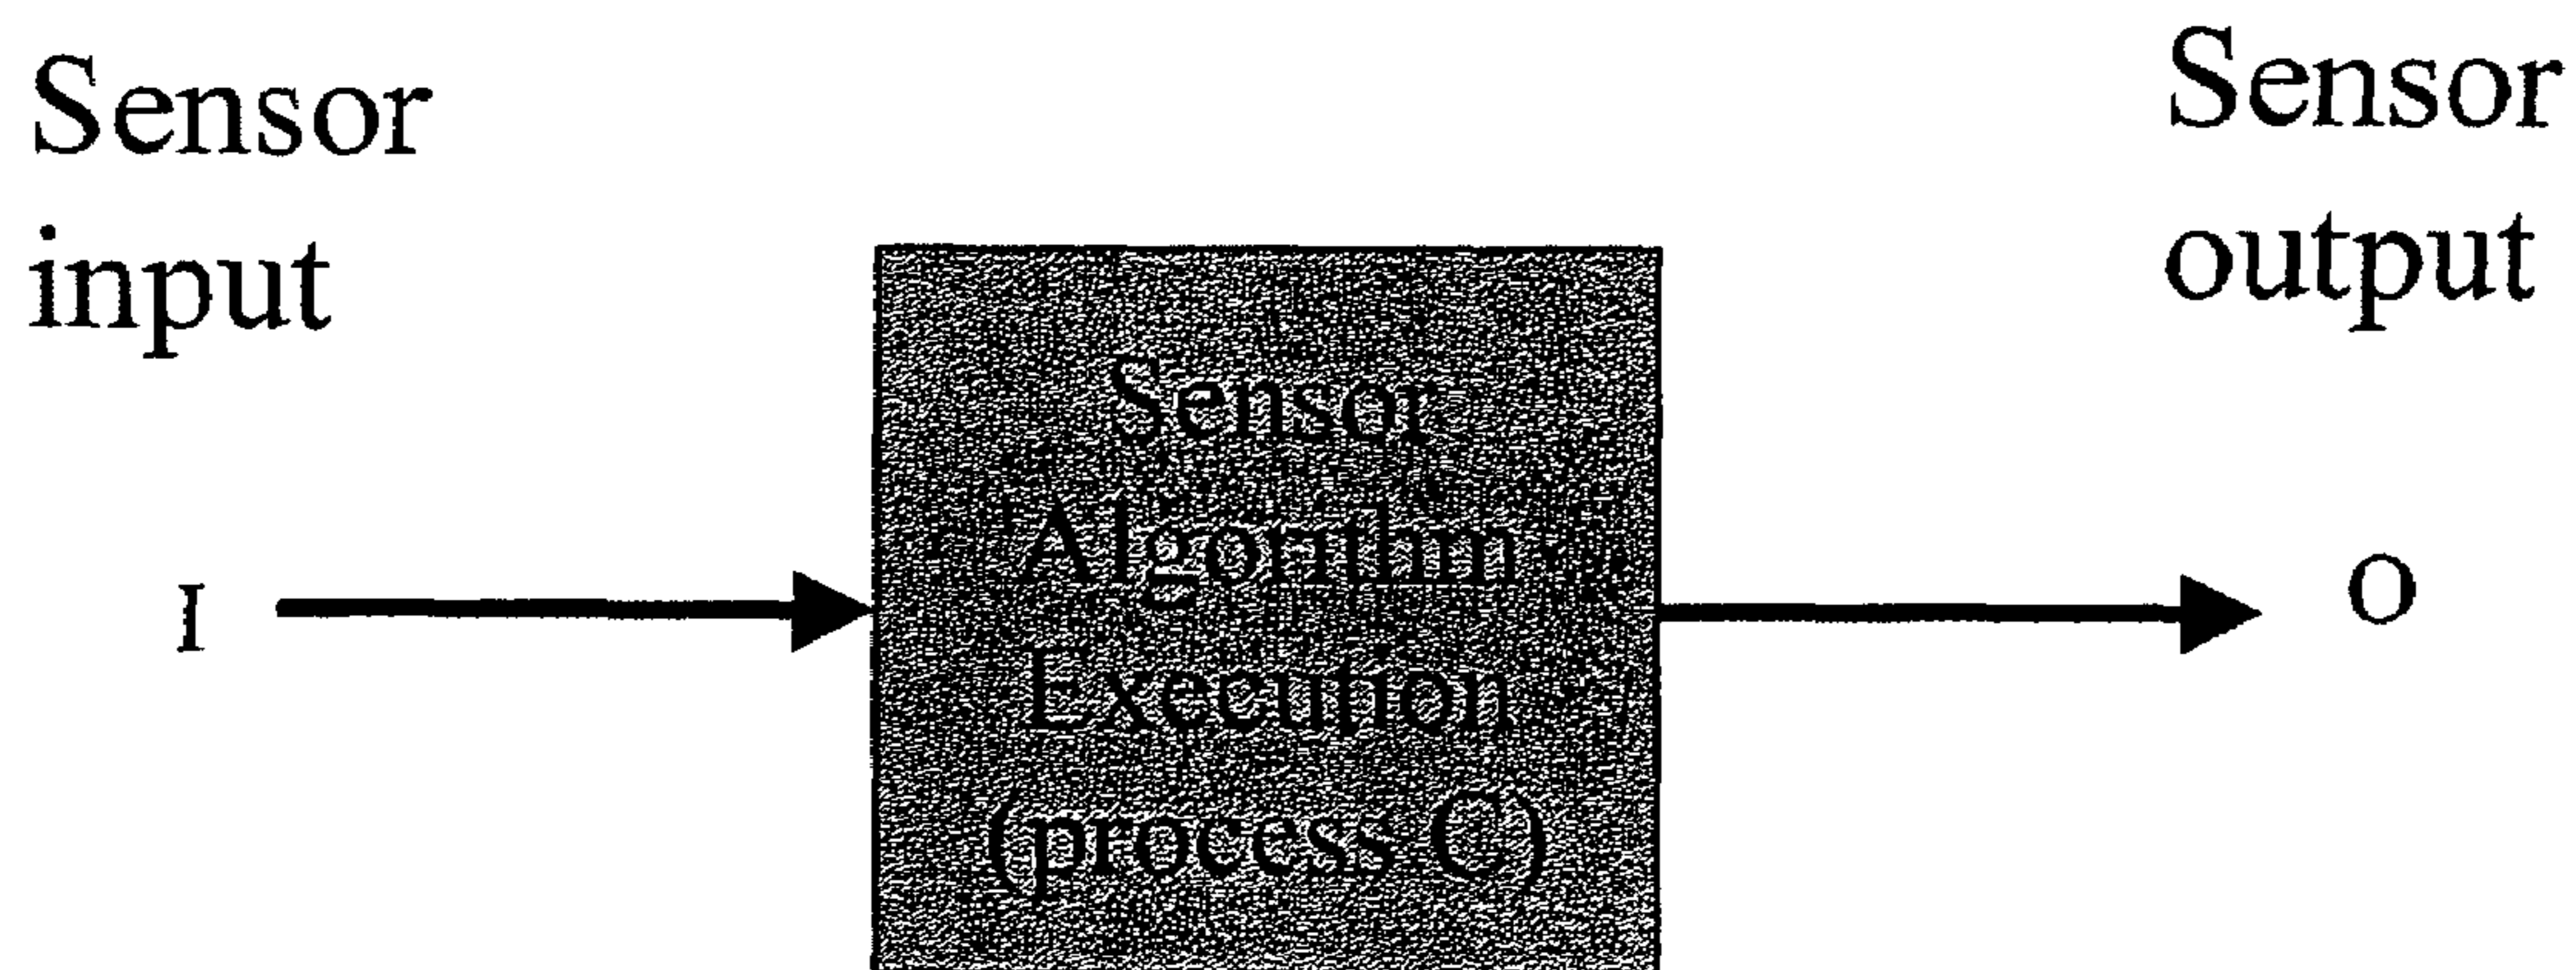 Sensor
input
Sensor
output
Sensor
Algorithm
Execution
(process C)
I
O